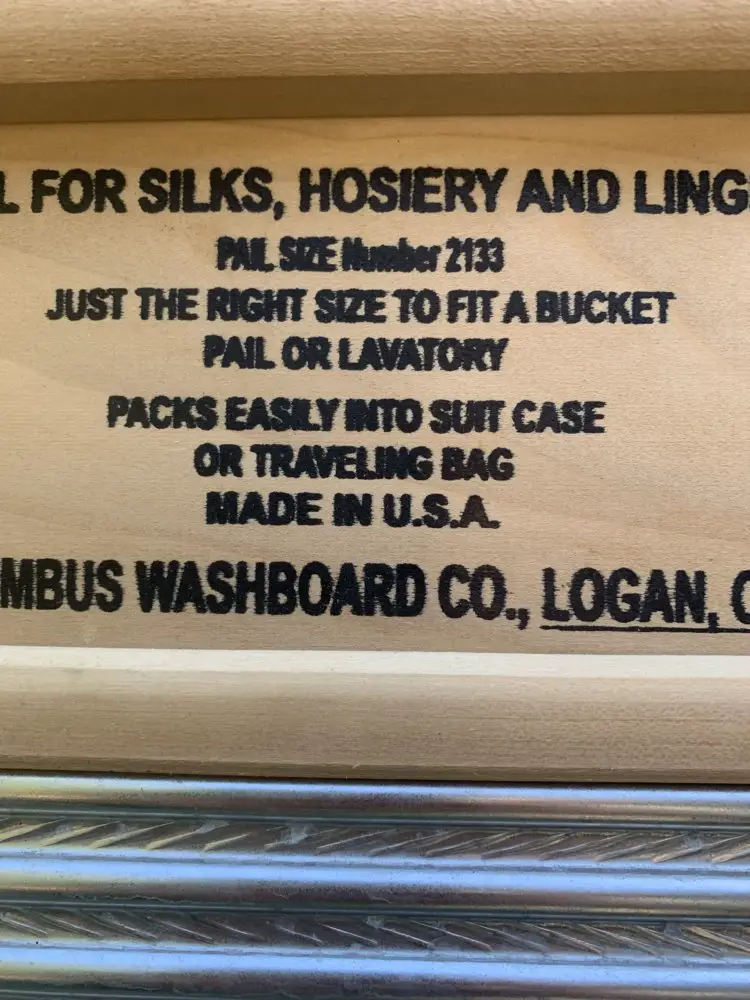 L FOR SILKS, HOSIERY AND LING
PAIL SIZE Number 2133
JUST THE RIGHT SIZE TO FIT A BUCKET
PAIL OR LAVATORY
PACKS EASILY INTO SUIT CASE
OR TRAVELING BAG
MADE IN U.S.A.
MBUS WASHBOARD CO., LOGAN, O